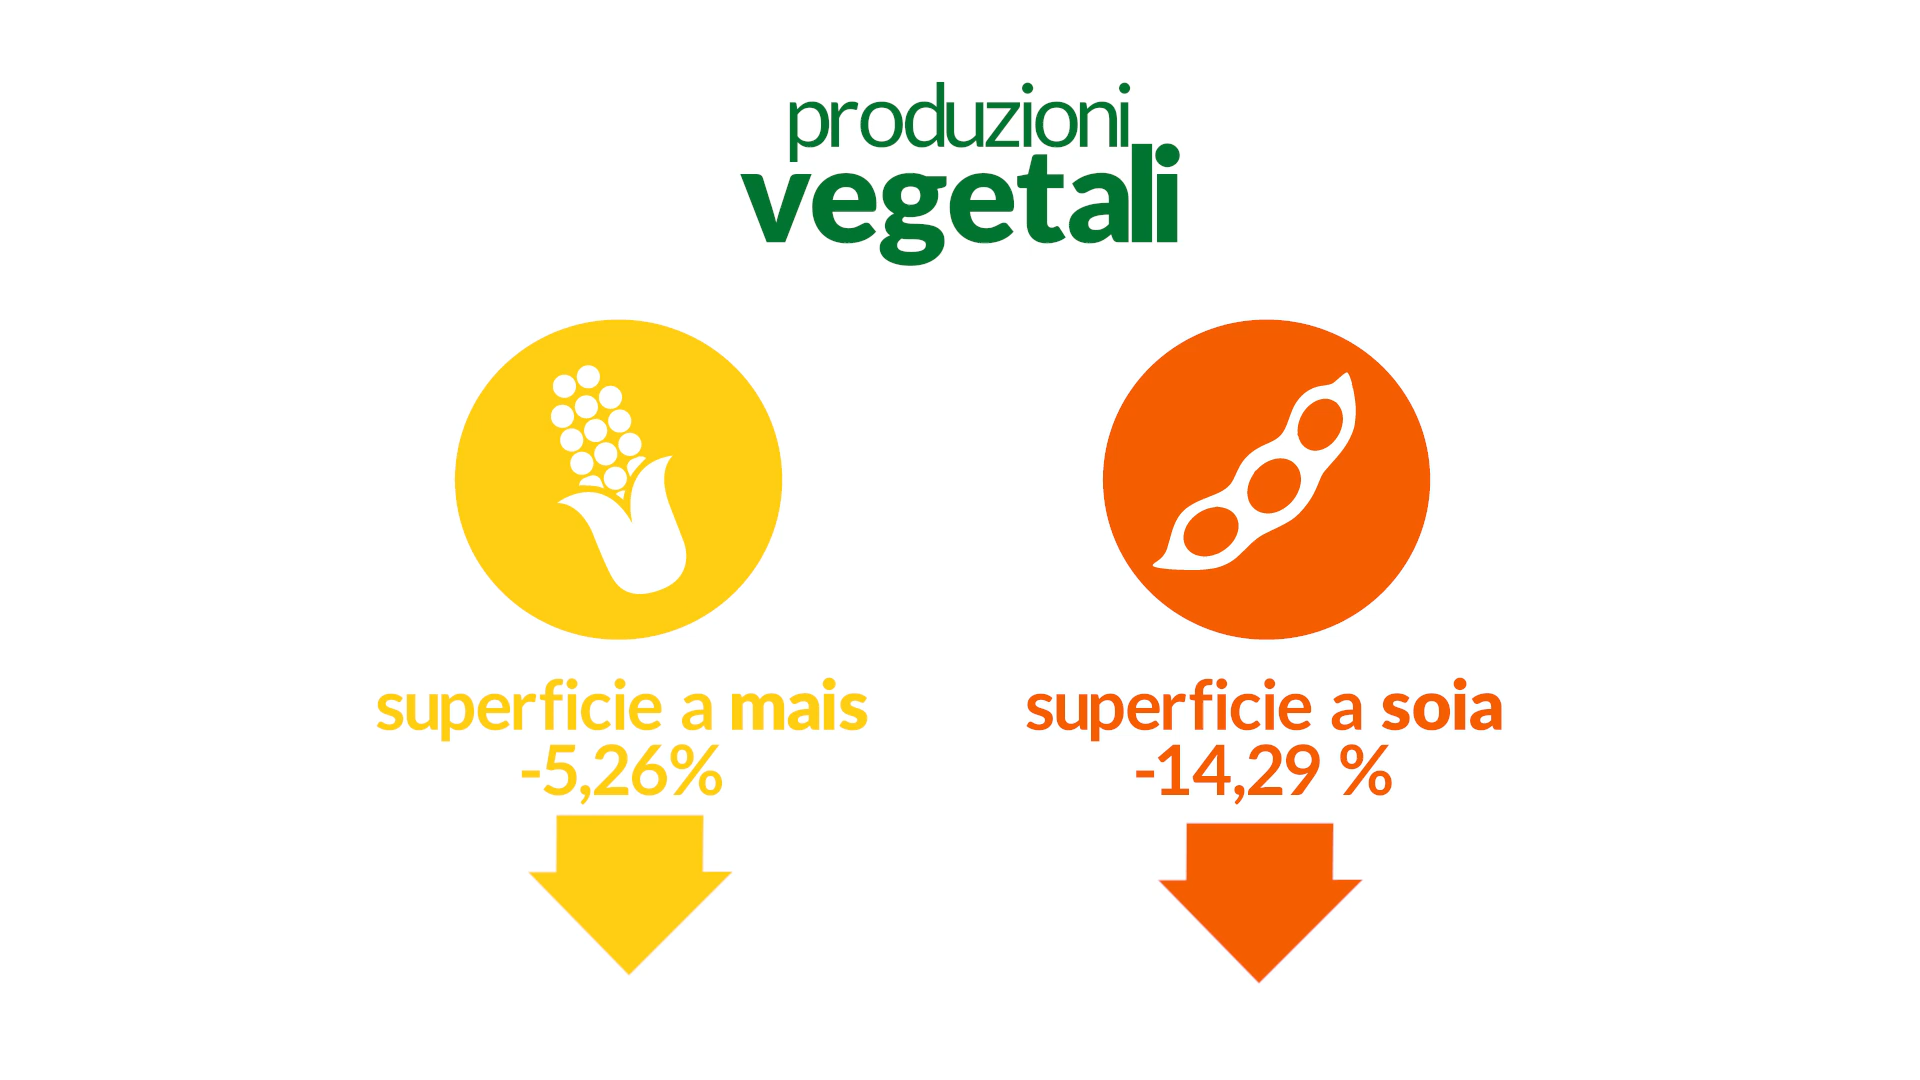 produzioni
vegetali
superficie a mais
-5,26%
superficie a soia
-14,29 %